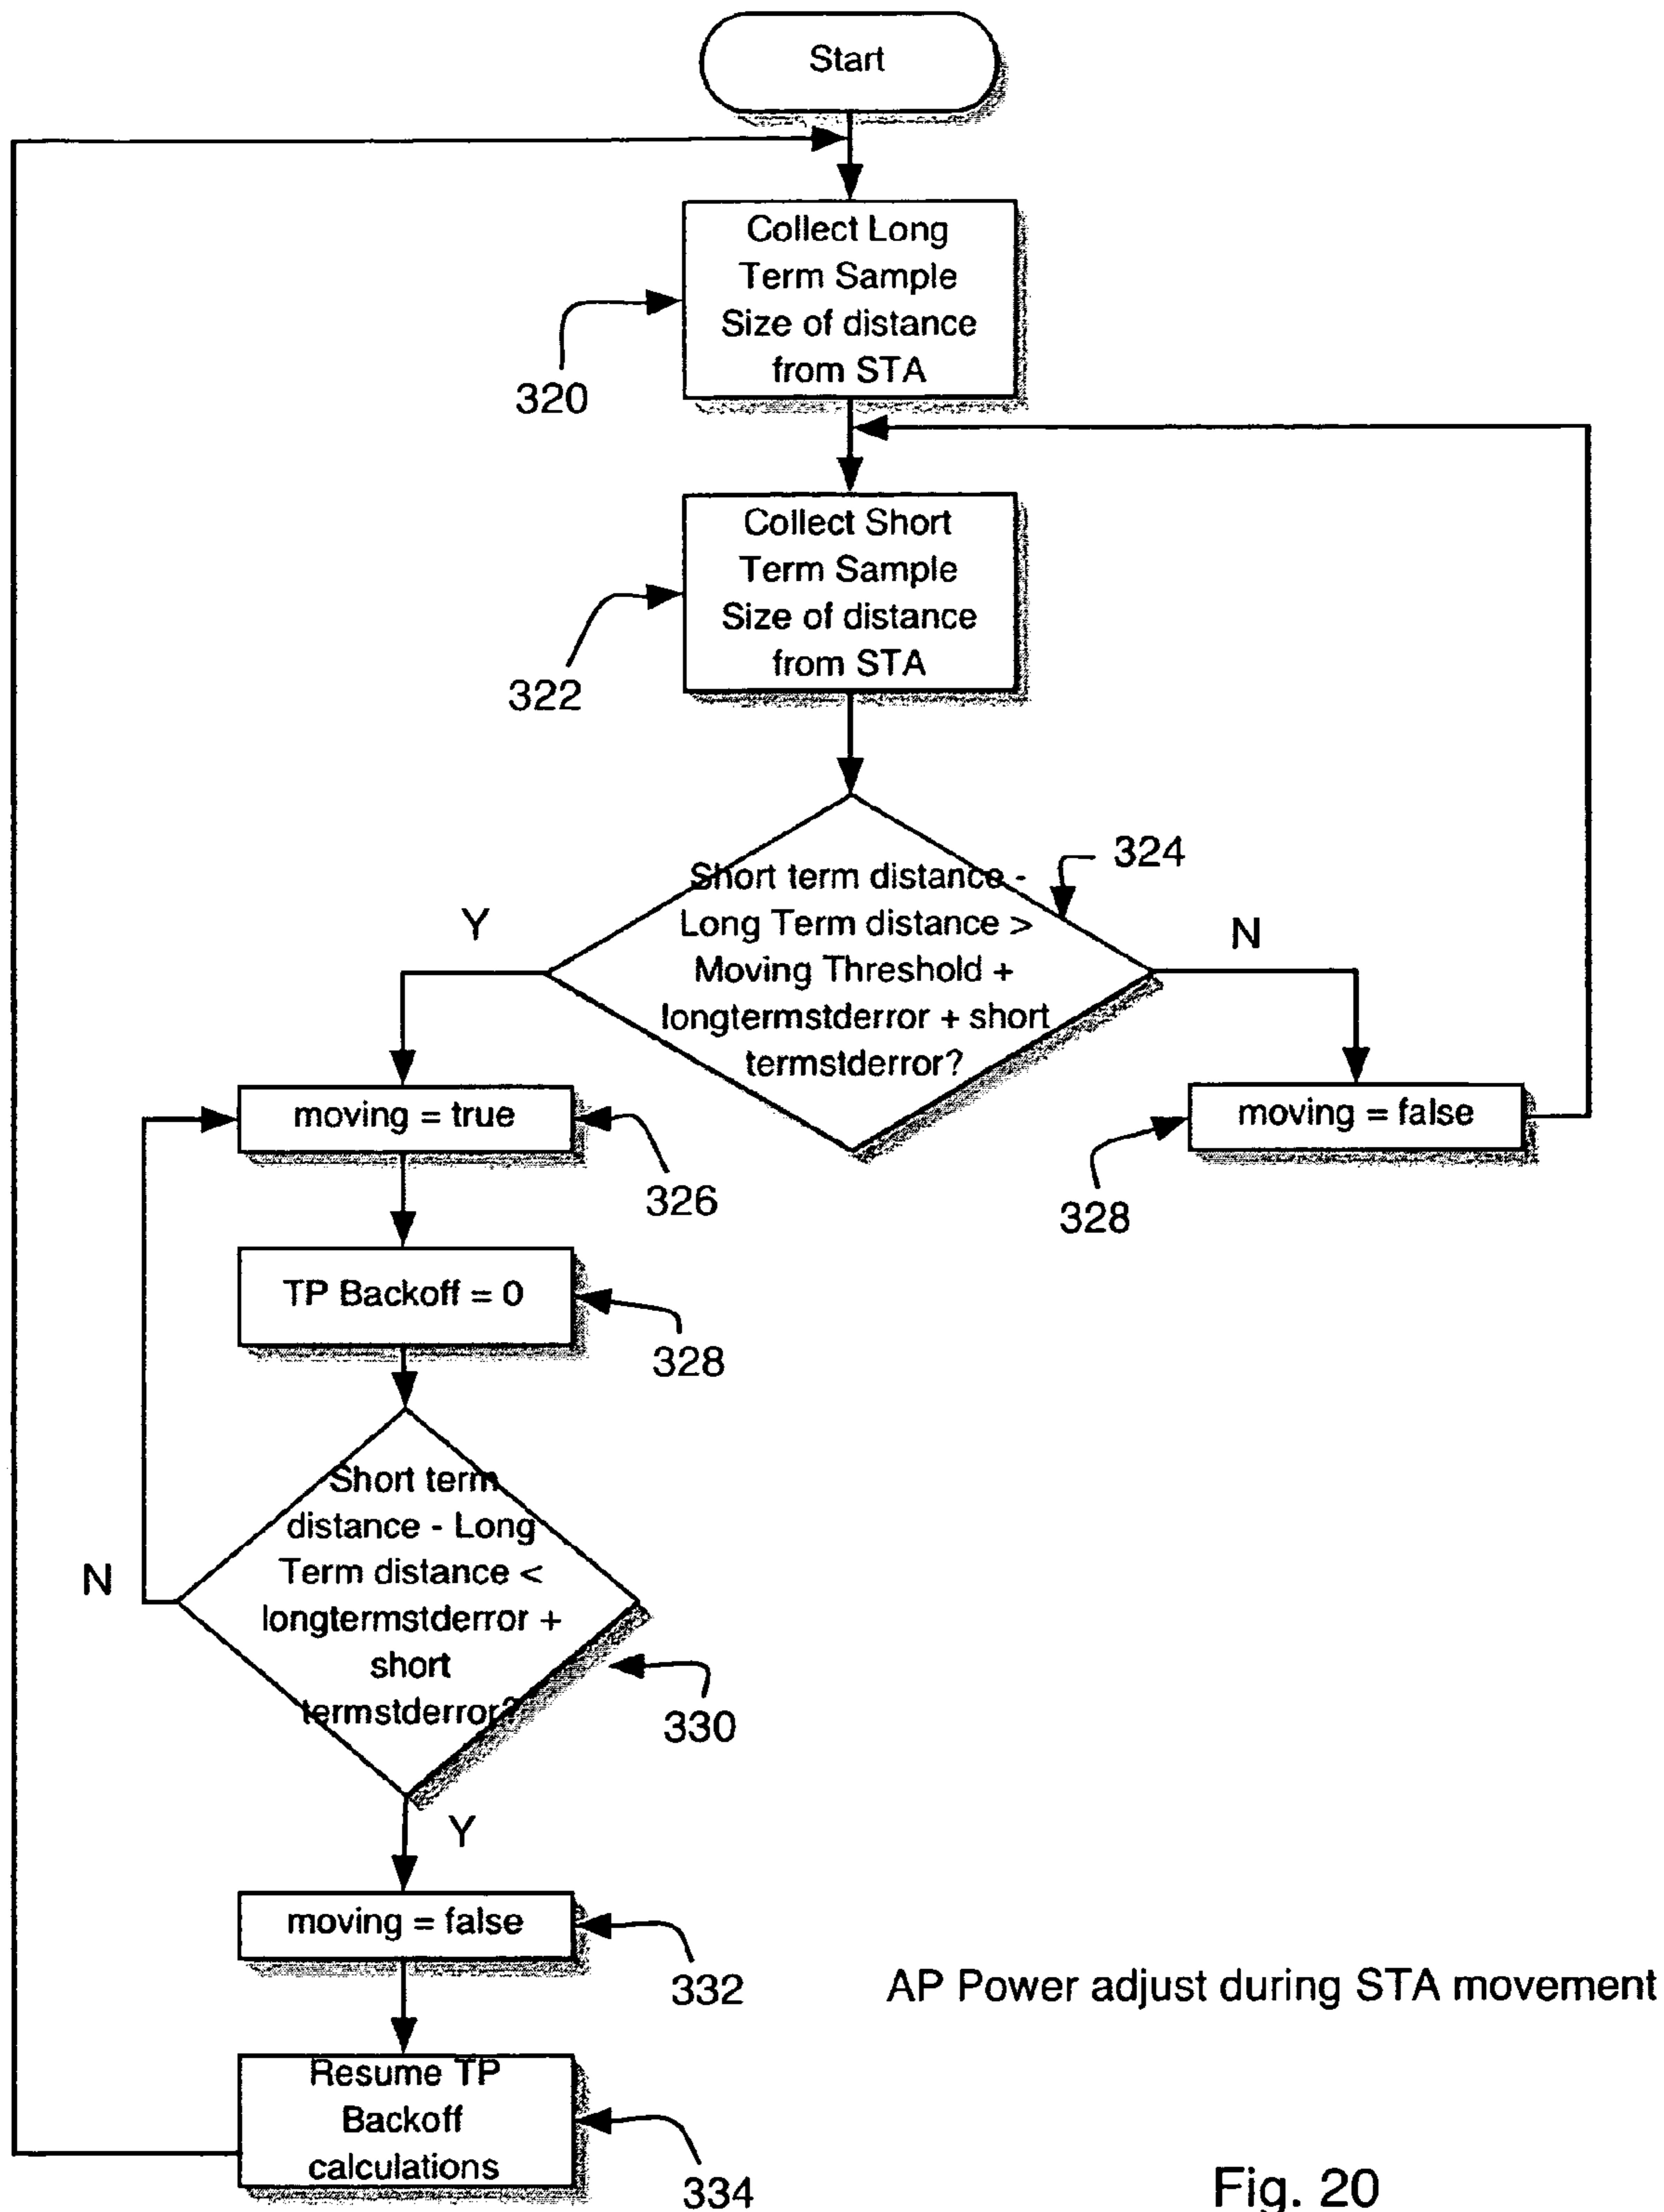 Start
Collect Long
Term Sample
Size of distance
from STA
320
Collect Short
Term Sample
Size of distance
from STA
322
324
Short term distance -
Long Term distance >
Moving Threshold +
longtermstderror + short
termstderror?
Y
N
moving = true
326
moving = false
328
TP Backoff = 0
328
Short term
distance - Long
Term distance <
longtermstderror +
short
termstderror?
N
330
Y
moving = false
332
AP Power adjust during STA movement
Resume TP
Backoff
calculations
334
Fig. 20